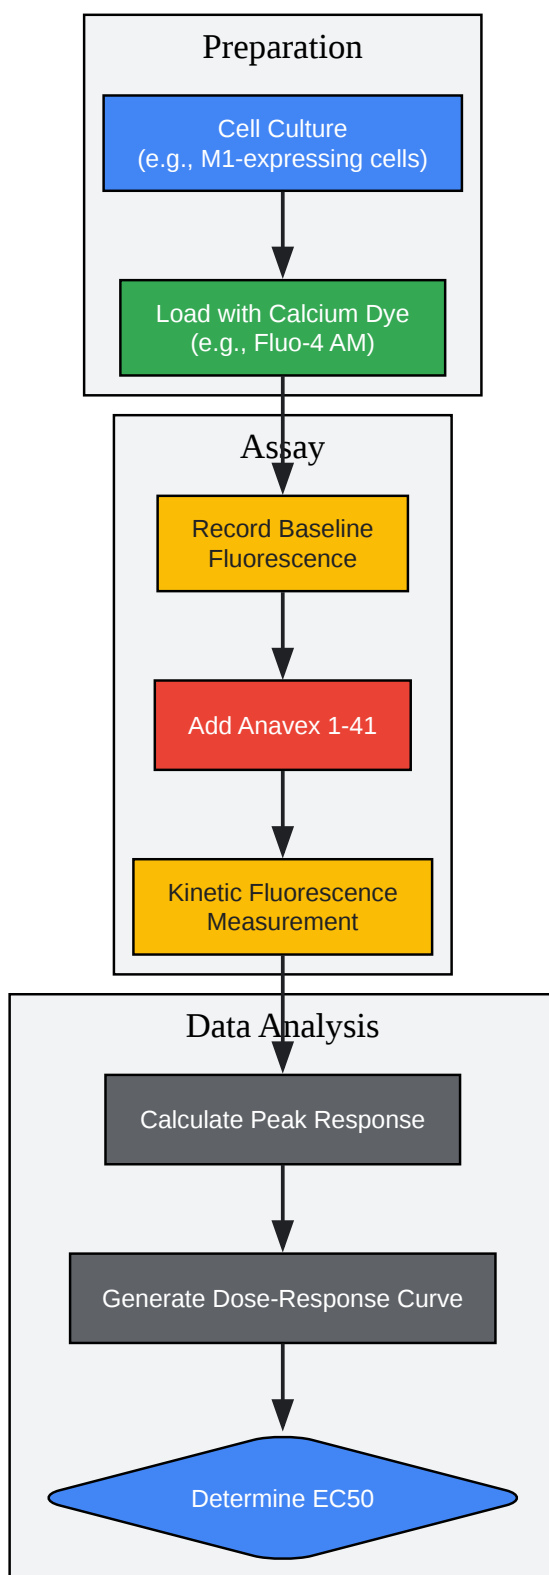 Preparation
Cell Culture
(e.g., M1-expressing cells)
Load with Calcium Dye
(e.g., Fluo-4 AM)
Assay
Record Baseline
Fluorescence
Add Anavex 1-41
Kinetic Fluorescence
Measurement
Data Analysis
Calculate Peak Response
Generate Dose-Response Curve
Determine EC50